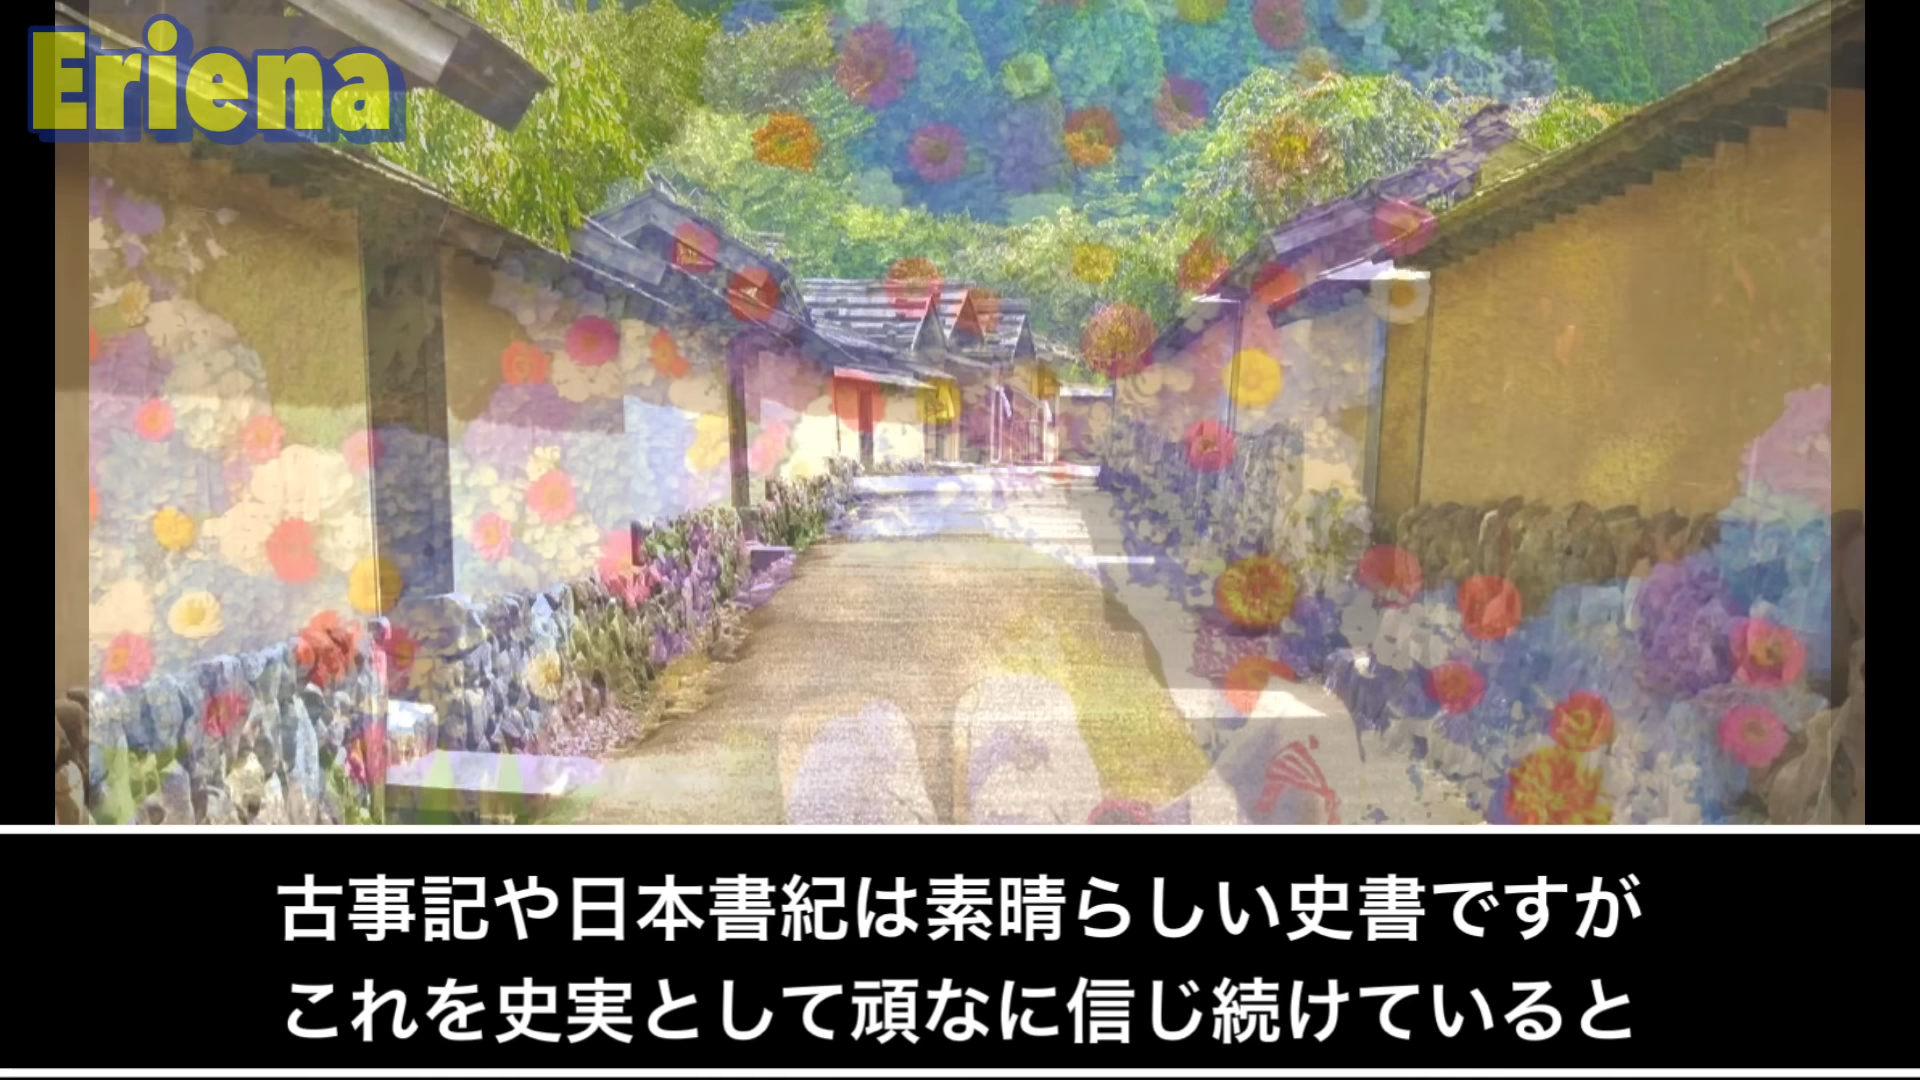 Eriena
古事記や日本書紀は素晴らしい史書ですが
これを史実として頑なに信じ続けていると